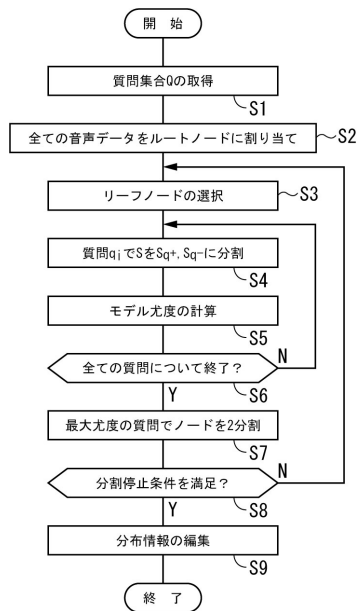 開 始
質問集合Qの取得
S1
全ての音声データをルートノードに割り当て
S2
リーフノードの選択
S3
質問qiでSをSq+,Sq-に分割
S4
モデル尤度の計算
S5
全ての質問について終了?
N
S6
Y
最大尤度の質問でノードを2分割
S7
分割停止条件を満足?
N
S8
Y
分布情報の編集
S9
終 了